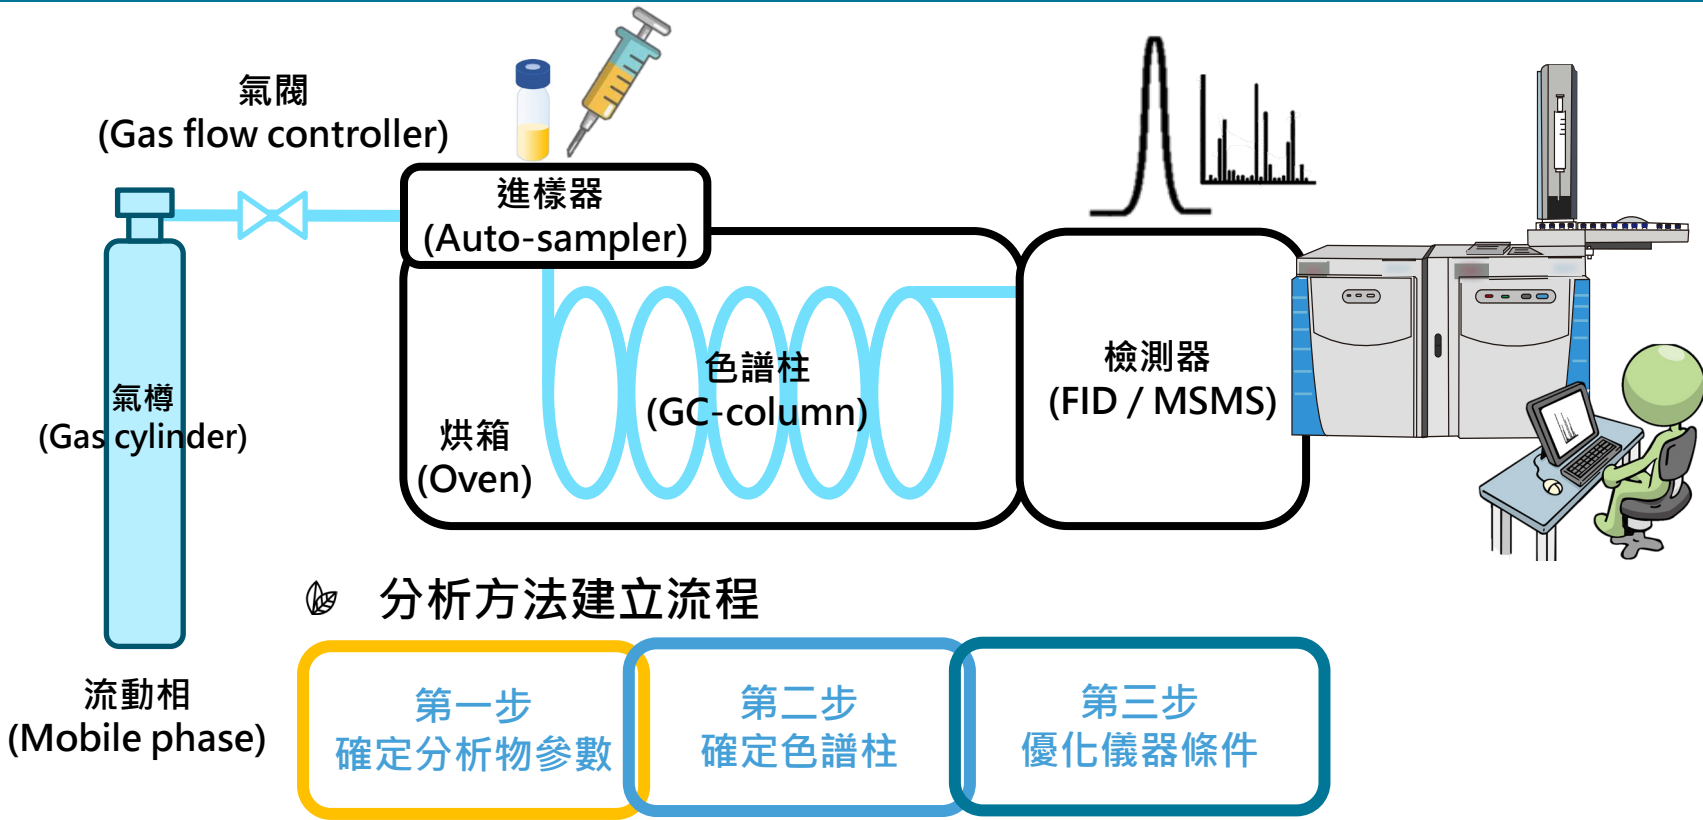 氣閥
(Gas flow controller)
進樣器
(Auto-sampler)
氣樽
(Gas cylinder)
色譜柱
(GC-column)
烘箱
(Oven)
檢測器
(FID / MSMS)
流動相
(Mobile phase)
分析方法建立流程
第一步
確定分析物參數
第二步
確定色譜柱
第三步
優化儀器條件